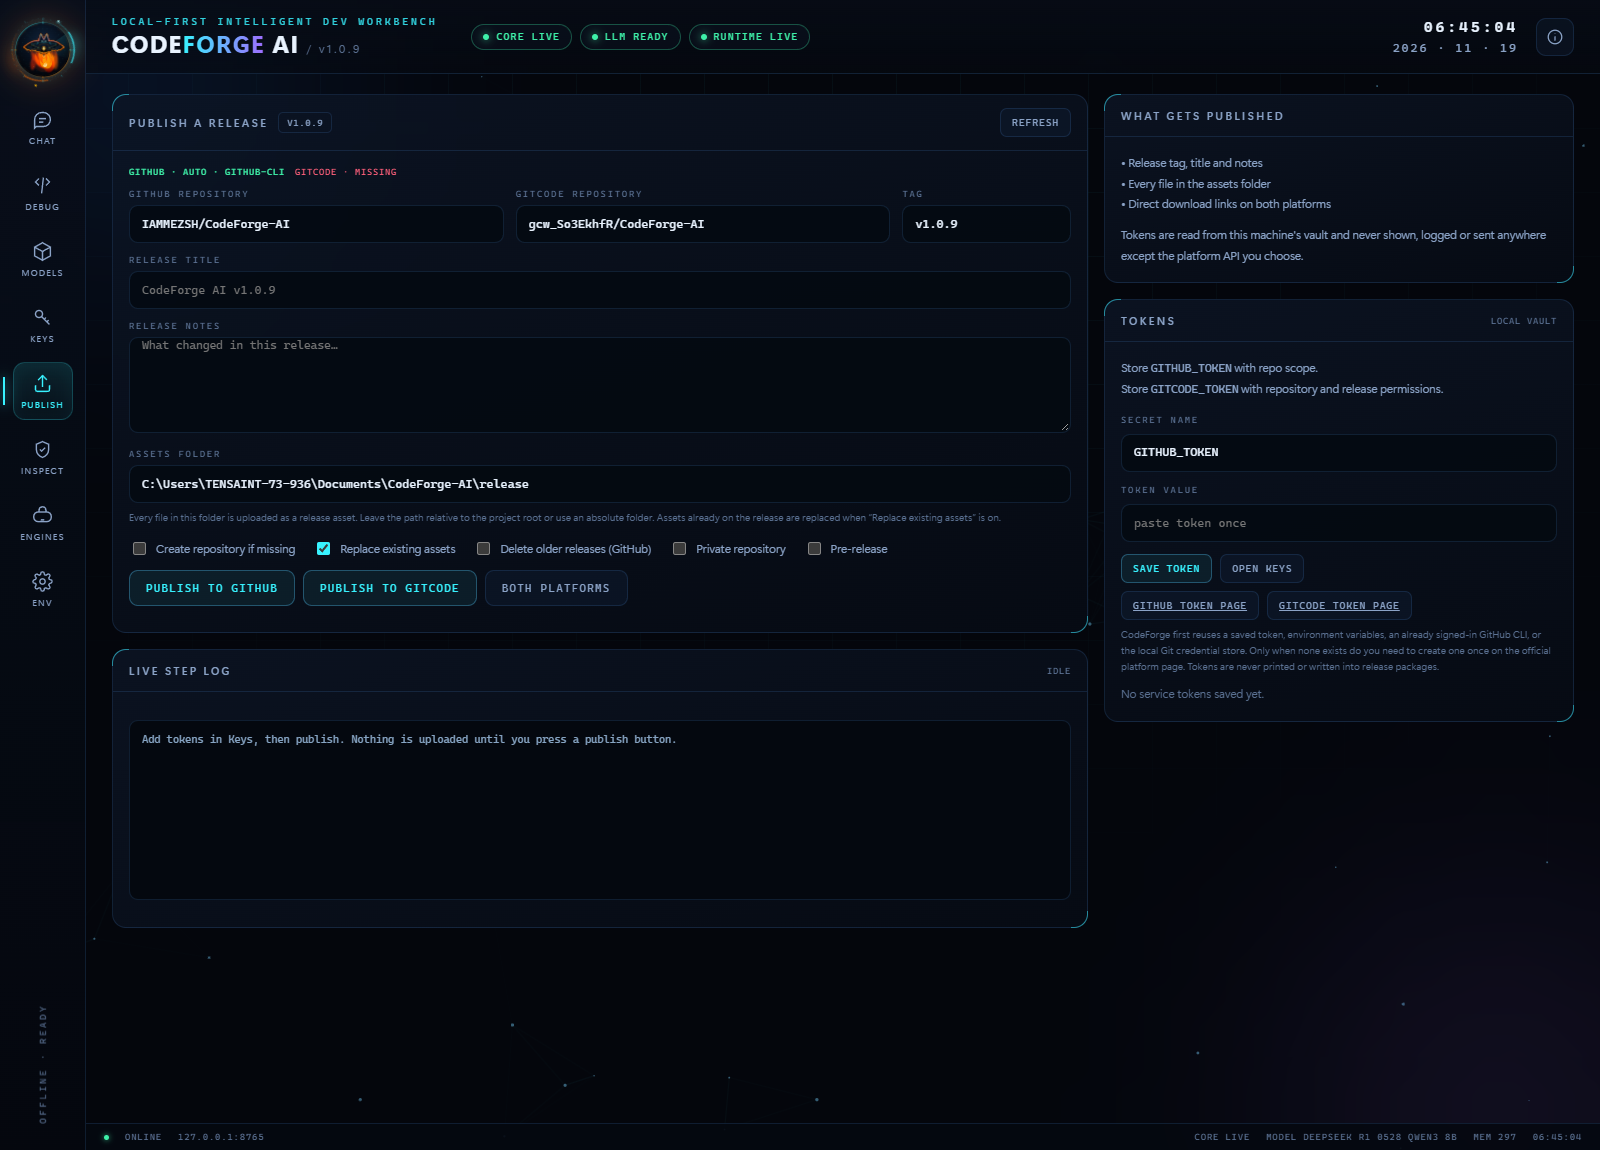 LOCAL-FIRST INTELLIGENT DEV WORKBENCH
CODEFORGE AI / v1.0.9
CORE LIVE
LLM READY
RUNTIME LIVE
06:45:04
2026 · 11 · 19
CHAT
DEBUG
MODELS
KEYS
PUBLISH
INSPECT
ENGINES
ENV
OFFLINE · READY
PUBLISH A RELEASE
V1.0.9
REFRESH
GITHUB · AUTO · GITHUB-CLI GITCODE · MISSING
GITHUB REPOSITORY
GITCODE REPOSITORY
TAG
IAMMEZSH/CodeForge-AI
gcw_So3EkhfR/CodeForge-AI
v1.0.9
RELEASE TITLE
CodeForge AI v1.0.9
RELEASE NOTES
What changed in this release…
ASSETS FOLDER
C:\Users\TENSAINT-73-936\Documents\CodeForge-AI\release
Every file in this folder is uploaded as a release asset. Leave the path relative to the project root or use an absolute folder. Assets already on the release are replaced when "Replace existing assets" is on.
Create repository if missing
Replace existing assets
Delete older releases (GitHub)
Private repository
Pre-release
PUBLISH TO GITHUB
PUBLISH TO GITCODE
BOTH PLATFORMS
LIVE STEP LOG
IDLE
Add tokens in Keys, then publish. Nothing is uploaded until you press a publish button.
WHAT GETS PUBLISHED
• Release tag, title and notes
• Every file in the assets folder
• Direct download links on both platforms
Tokens are read from this machine's vault and never shown, logged or sent anywhere
except the platform API you choose.
TOKENS
LOCAL VAULT
Store GITHUB_TOKEN with repo scope.
Store GITCODE_TOKEN with repository and release permissions.
SECRET NAME
GITHUB_TOKEN
TOKEN VALUE
paste token once
SAVE TOKEN
OPEN KEYS
GITHUB TOKEN PAGE
GITCODE TOKEN PAGE
CodeForge first reuses a saved token, environment variables, an already signed-in GitHub CLI, or
the local Git credential store. Only when none exists do you need to create one once on the official
platform page. Tokens are never printed or written into release packages.
No service tokens saved yet.
ONLINE 127.0.0.1:8765
CORE LIVE MODEL DEEPSEEK R1 0528 QWEN3 8B MEM 297 06:45:04